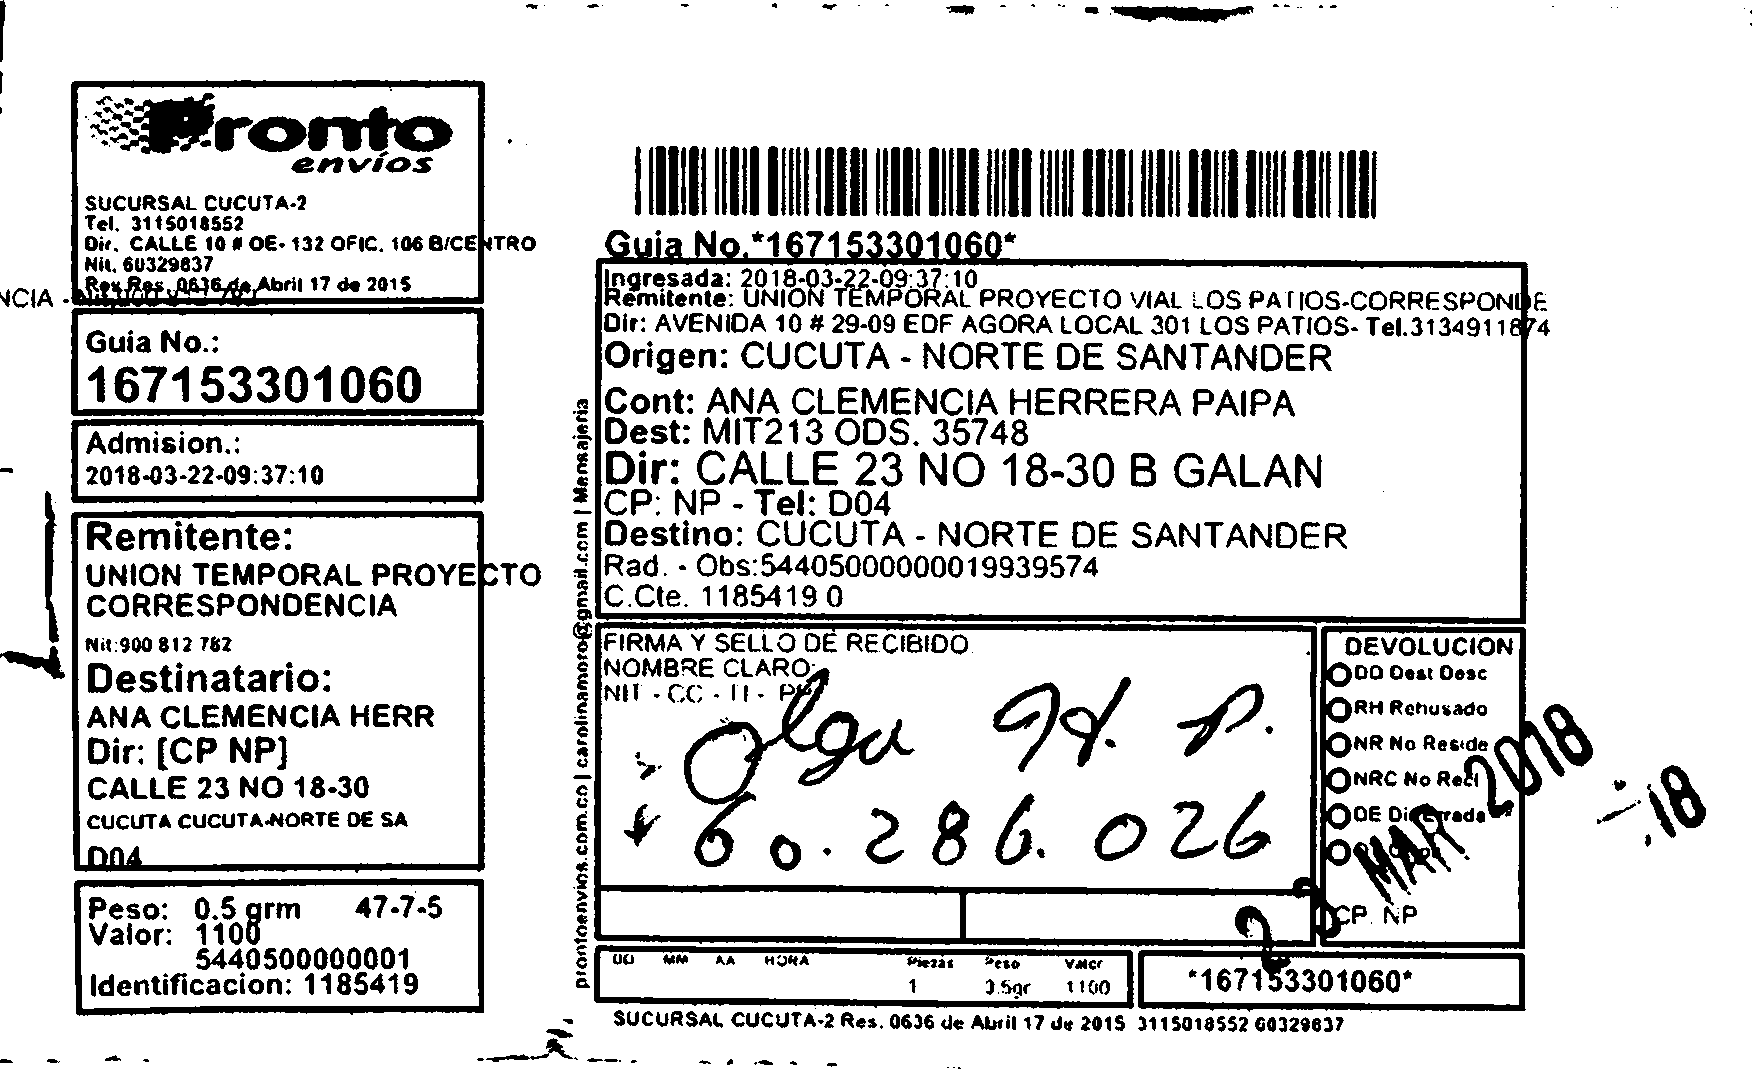 Pronto
envíos
SUCURSAL CUCUTA-2
Tel. 3115018552
Dir. CALLE 10 # OE- 132 OFIC. 106 B/CENTRO
Nit. 60329837
Res. 0636 de Abril 17 de 2015
NCIA -
Guia No.:
167153301060
Admision.:
2018-03-22-09:37:10
Remitente:
UNION TEMPORAL PROYECTO
CORRESPONDENCIA
Nit:900 812 782
Destinatario:
ANA CLEMENCIA HERR
Dir: [CP NP]
CALLE 23 NO 18-30
CUCUTA CUCUTA-NORTE DE SA
D04
Peso: 0.5 grm 47-7-5
Valor: 1100
5440500000001
Identificacion: 1185419
prontoenvios.com.co | carolinamoro@gmail.com | Mensajeria
Guia No.*167153301060*
Ingresada: 2018-03-22-09:37:10
Remitente: UNION TEMPORAL PROYECTO VIAL LOS PATIOS-CORRESPONDE
Dir: AVENIDA 10 # 29-09 EDF AGORA LOCAL 301 LOS PATIOS- Tel.3134911874
Origen: CUCUTA - NORTE DE SANTANDER
Cont: ANA CLEMENCIA HERRERA PAIPA
Dest: MIT213 ODS. 35748
Dir: CALLE 23 NO 18-30 B GALAN
CP: NP - Tel: D04
Destino: CUCUTA - NORTE DE SANTANDER
Rad. - Obs:54405000000019939574
C.Cte. 1185419 0
FIRMA Y SELLO DE RECIBIDO
NOMBRE CLARO:
NIT - CC - TI - PP
Olga H. P.
60.286.026
DEVOLUCION
DD Dest Desc
RH Rehusado
NR No Reside
NRC No Recl
DE Dir Errada
CP. NP
MAR 2018
18
DD MM AA HORA Piezas Peso Valor
1 0.5gr 1100
*167153301060*
SUCURSAL CUCUTA-2 Res. 0636 de Abril 17 de 2015 3115018552 60329837